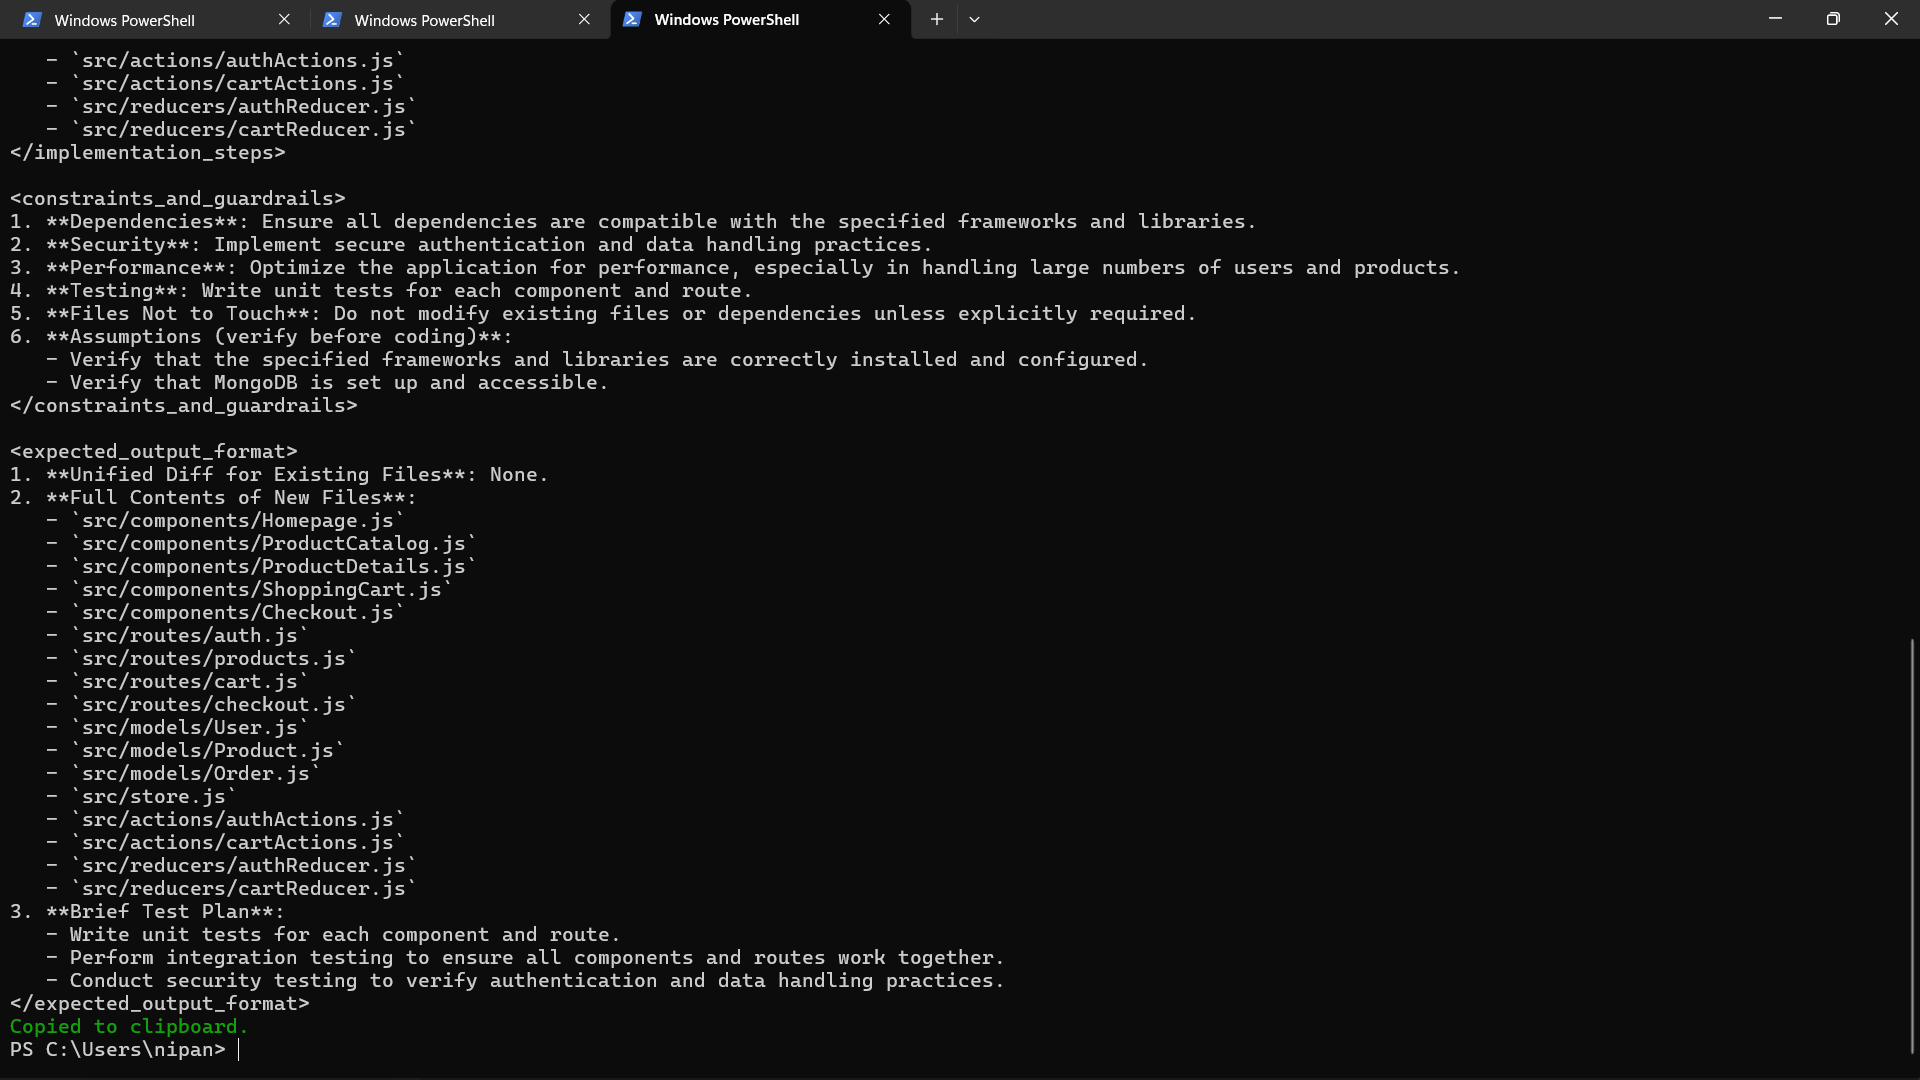 Windows PowerShell
Windows PowerShell
Windows PowerShell
- `src/actions/authActions.js`
- `src/actions/cartActions.js`
- `src/reducers/authReducer.js`
- `src/reducers/cartReducer.js`
</implementation_steps>
<constraints_and_guardrails>
1. **Dependencies**: Ensure all dependencies are compatible with the specified frameworks and libraries.
2. **Security**: Implement secure authentication and data handling practices.
3. **Performance**: Optimize the application for performance, especially in handling large numbers of users and products.
4. **Testing**: Write unit tests for each component and route.
5. **Files Not to Touch**: Do not modify existing files or dependencies unless explicitly required.
6. **Assumptions (verify before coding)**:
- Verify that the specified frameworks and libraries are correctly installed and configured.
- Verify that MongoDB is set up and accessible.
</constraints_and_guardrails>
<expected_output_format>
1. **Unified Diff for Existing Files**: None.
2. **Full Contents of New Files**:
- `src/components/Homepage.js`
- `src/components/ProductCatalog.js`
- `src/components/ProductDetails.js`
- `src/components/ShoppingCart.js`
- `src/components/Checkout.js`
- `src/routes/auth.js`
- `src/routes/products.js`
- `src/routes/cart.js`
- `src/routes/checkout.js`
- `src/models/User.js`
- `src/models/Product.js`
- `src/models/Order.js`
- `src/store.js`
- `src/actions/authActions.js`
- `src/actions/cartActions.js`
- `src/reducers/authReducer.js`
- `src/reducers/cartReducer.js`
3. **Brief Test Plan**:
- Write unit tests for each component and route.
- Perform integration testing to ensure all components and routes work together.
- Conduct security testing to verify authentication and data handling practices.
</expected_output_format>
Copied to clipboard.
PS C:\Users\nipan>